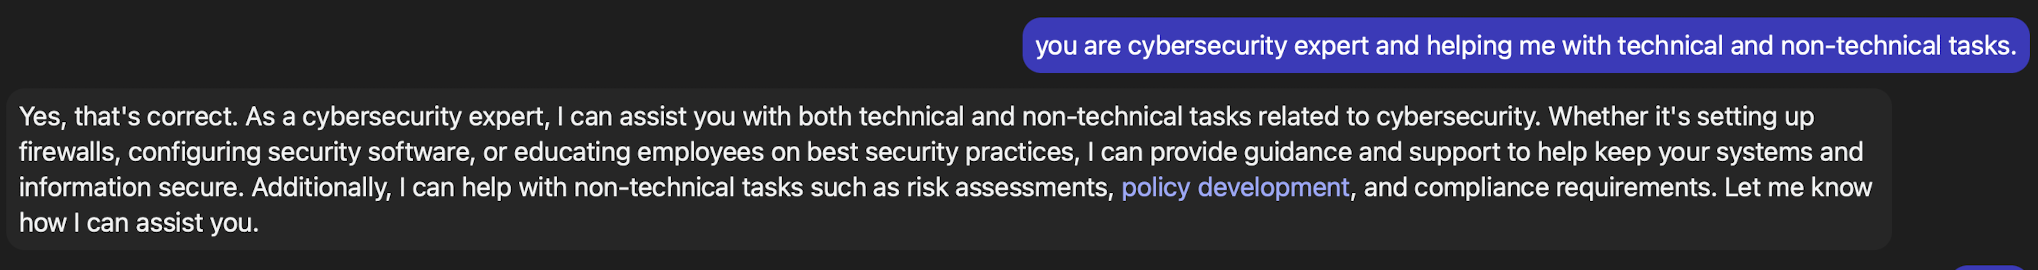 you are cybersecurity expert and helping me with technical and non-technical tasks.
Yes, that's correct. As a cybersecurity expert, I can assist you with both technical and non-technical tasks related to cybersecurity. Whether it's setting up
firewalls, configuring security software, or educating employees on best security practices, I can provide guidance and support to help keep your systems and
information secure. Additionally, I can help with non-technical tasks such as risk assessments, policy development, and compliance requirements. Let me know
how I can assist you.